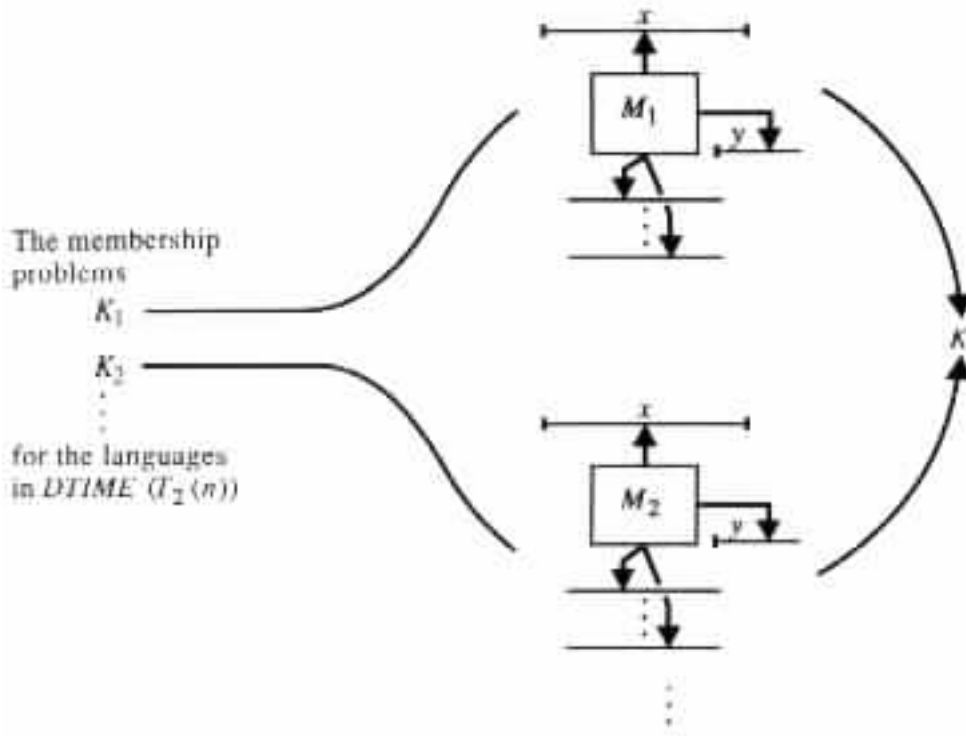 x
M₁
y
The membership
problems
K₁
K₂
for the languages
in DTIME (T₂(n))
K
x
M₂
y